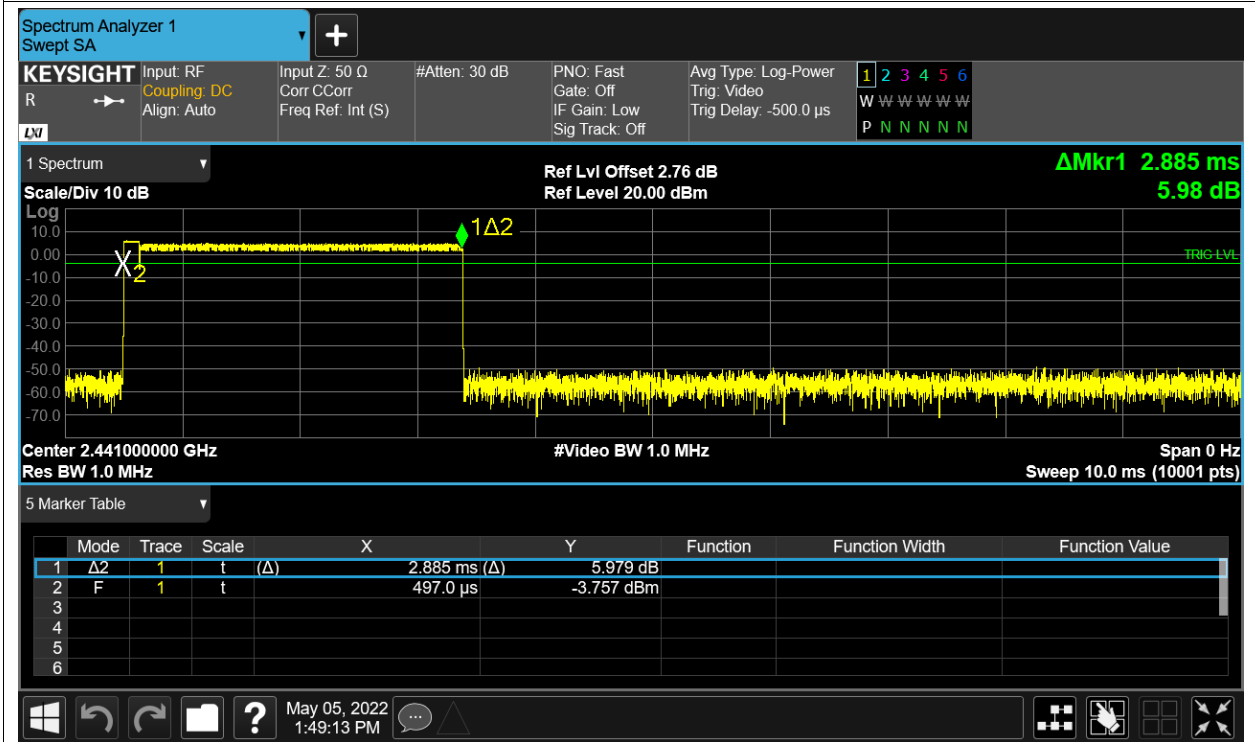 Spectrum Analyzer 1
Swept SA
KEYSIGHT Input: RF Input Z: 50 Ω #Atten: 30 dB PNO: Fast Avg Type: Log-Power 1 2 3 4 5 6
R Coupling: DC Corr CCorr Gate: Off Trig: Video W W W W W W
Align: Auto Freq Ref: Int (S) IF Gain: Low Trig Delay: -500.0 µs
LXI Sig Track: Off P N N N N N
1 Spectrum Ref Lvl Offset 2.76 dB ΔMkr1 2.885 ms
Scale/Div 10 dB Ref Level 20.00 dBm 5.98 dB
Log
10.0 1Δ2
0.00 TRIG LVL
X 2
-10.0
-20.0
-30.0
-40.0
-50.0
-60.0
-70.0
Center 2.441000000 GHz #Video BW 1.0 MHz Span 0 Hz
Res BW 1.0 MHz Sweep 10.0 ms (10001 pts)
5 Marker Table
Mode Trace Scale X Y Function Function Width Function Value
1 Δ2 1 t (Δ) 2.885 ms (Δ) 5.979 dB
2 F 1 t 497.0 µs -3.757 dBm
3
4
5
6
? May 05, 2022
1:49:13 PM